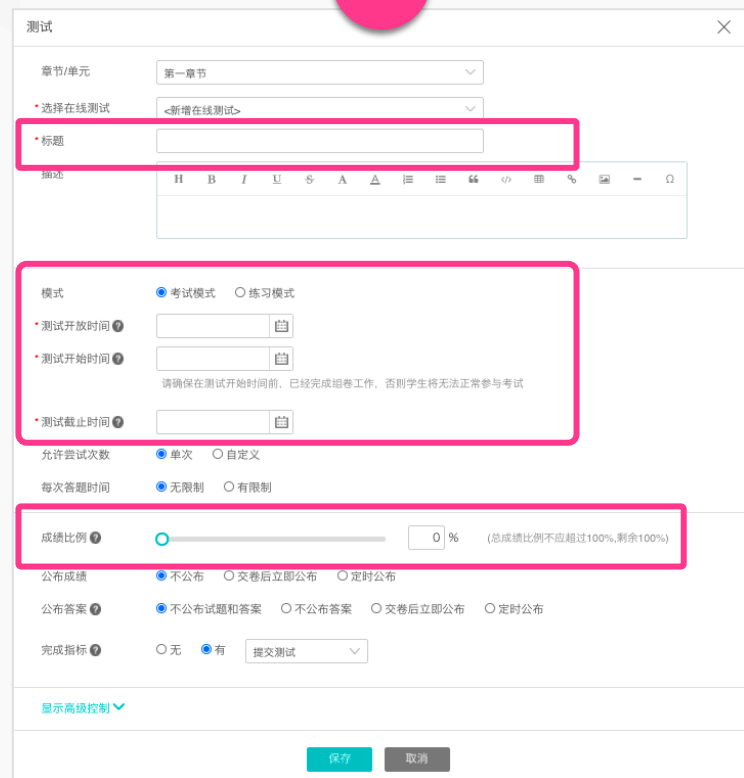 测试
章节/单元 第一章节
*选择在线测试 <新增在线测试>
*标题
描述 H B I U S A A Ω
模式 考试模式 练习模式
*测试开放时间 ?
*测试开始时间 ?
请确保在测试开始时间前，已经完成组卷工作，否则学生将无法正常参与考试
*测试截止时间 ?
允许尝试次数 单次 自定义
每次答题时间 无限制 有限制
成绩比例 ? 0 % (总成绩比例不应超过100%,剩余100%)
公布成绩 不公布 交卷后立即公布 定时公布
公布答案 ? 不公布试题和答案 不公布答案 交卷后立即公布 定时公布
完成指标 ? 无 有 提交测试
显示高级控制
保存 取消